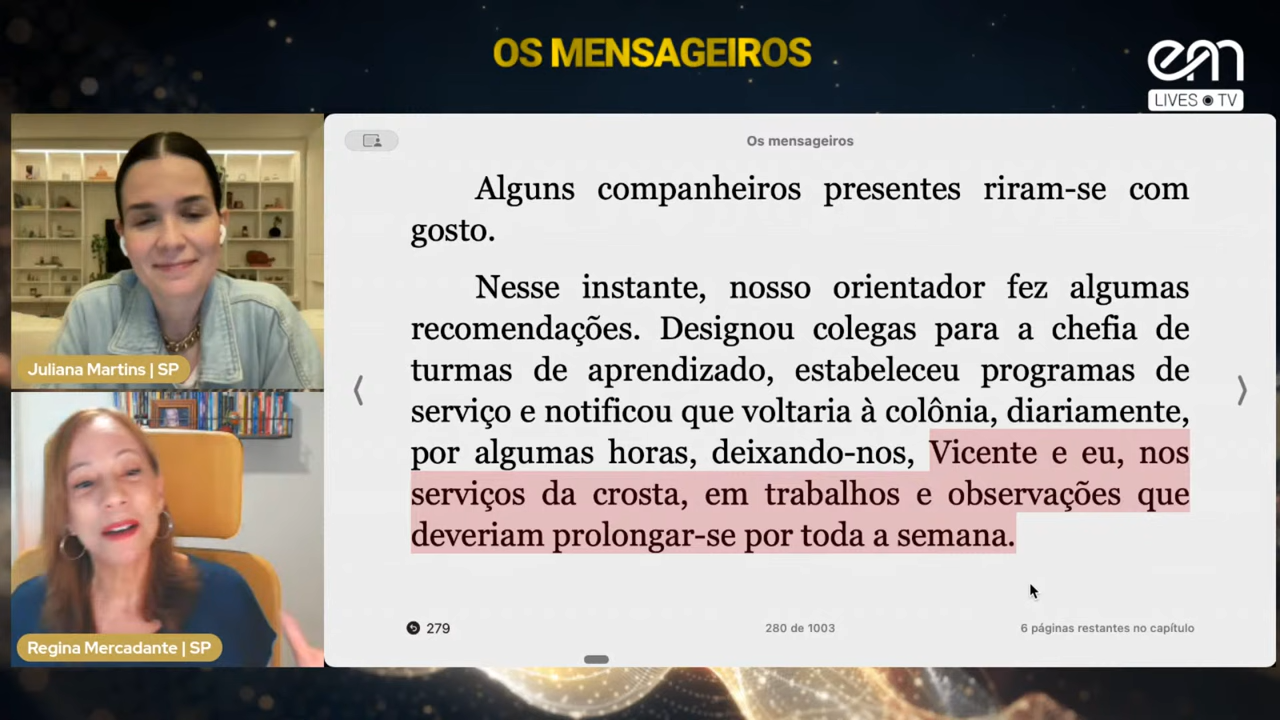 OS MENSAGEIROS
em
LIVES TV
Os mensageiros
Alguns companheiros presentes riram-se com
gosto.
Nesse instante, nosso orientador fez algumas
recomendações. Designou colegas para a chefia de
turmas de aprendizado, estabeleceu programas de
serviço e notificou que voltaria à colônia, diariamente,
por algumas horas, deixando-nos, Vicente e eu, nos
serviços da crosta, em trabalhos e observações que
deveriam prolongar-se por toda a semana.
279
280 de 1003
6 páginas restantes no capítulo
Juliana Martins | SP
Regina Mercadante | SP